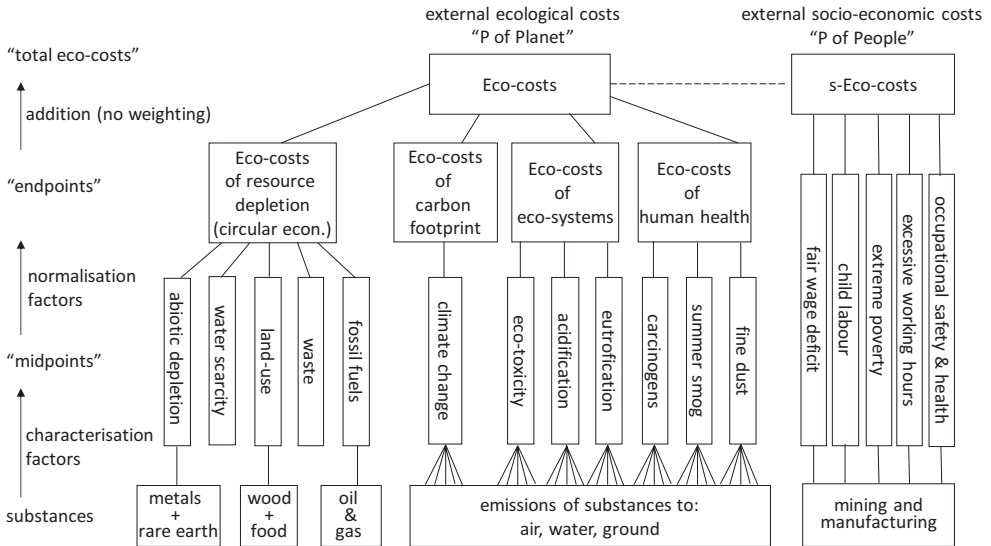 external ecological costs
“P of Planet”
external socio-economic costs
“P of People”
“total eco-costs”
addition (no weighting)
“endpoints”
normalisation
factors
“midpoints”
characterisation
factors
substances
Eco-costs
s-Eco-costs
Eco-costs
of resource
depletion
(circular econ.)
Eco-costs
of
carbon
footprint
Eco-costs
of
eco-systems
Eco-costs
of
human health
abiotic depletion
water scarcity
land-use
waste
fossil fuels
climate change
eco-toxicity
acidification
eutrofication
carcinogens
summer smog
fine dust
fair wage deficit
child labour
extreme poverty
excessive working hours
occupational safety & health
metals
+
rare earth
wood
+
food
oil
&
gas
emissions of substances to:
air, water, ground
mining and
manufacturing